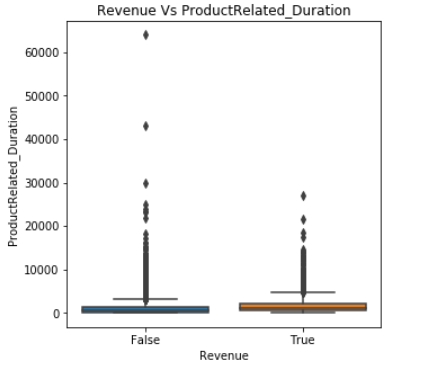 Revenue Vs ProductRelated_Duration
60000
50000
40000
30000
20000
10000
0
ProductRelated_Duration
False
True
Revenue